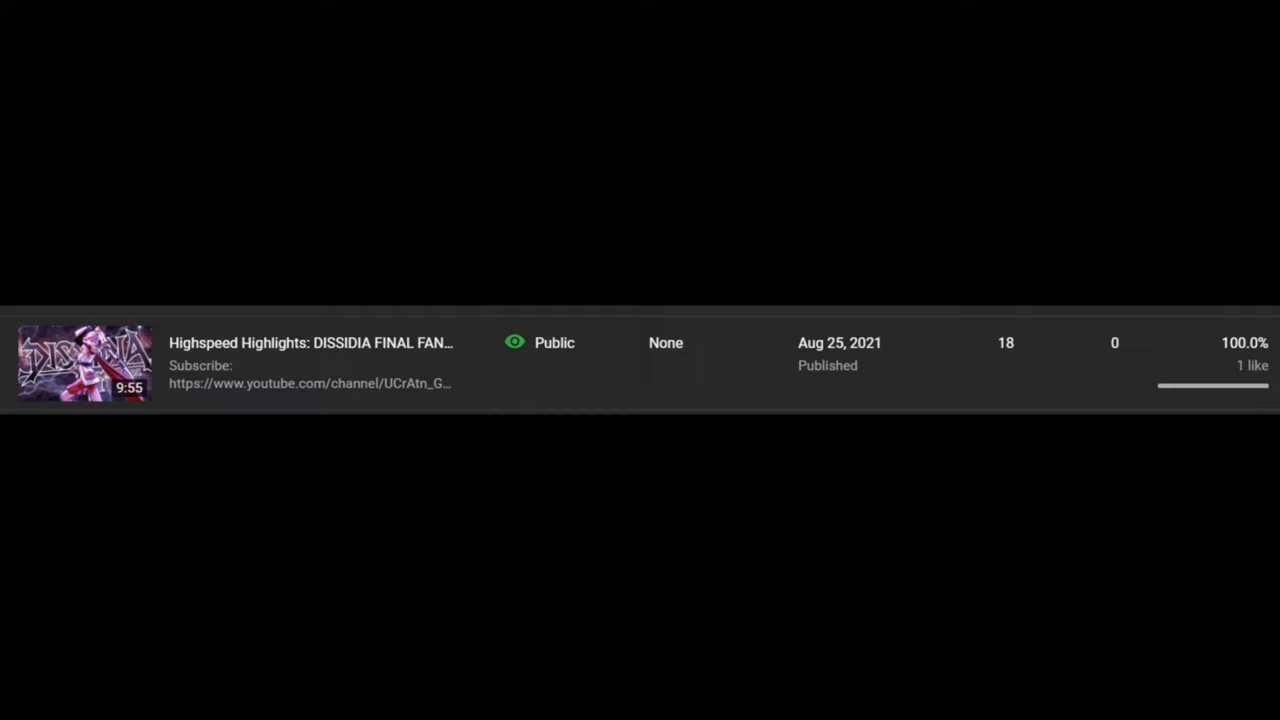 DISSIDIA
9:55
Highspeed Highlights: DISSIDIA FINAL FAN...
Subscribe:
https://www.youtube.com/channel/UCrAtn_G...
Public
None
Aug 25, 2021
Published
18
0
100.0%
1 like